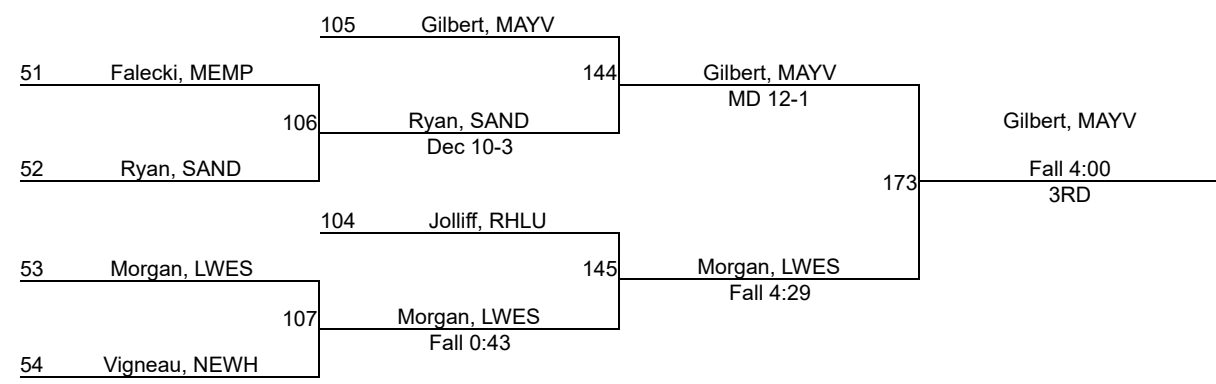 105 Gilbert, MAYV
51 Falecki, MEMP
144 Gilbert, MAYV
MD 12-1
106 Ryan, SAND
Dec 10-3
Gilbert, MAYV
52 Ryan, SAND
Fall 4:00
173
3RD
104 Jolliff, RHLU
53 Morgan, LWES
145 Morgan, LWES
Fall 4:29
107 Morgan, LWES
Fall 0:43
54 Vigneau, NEWH